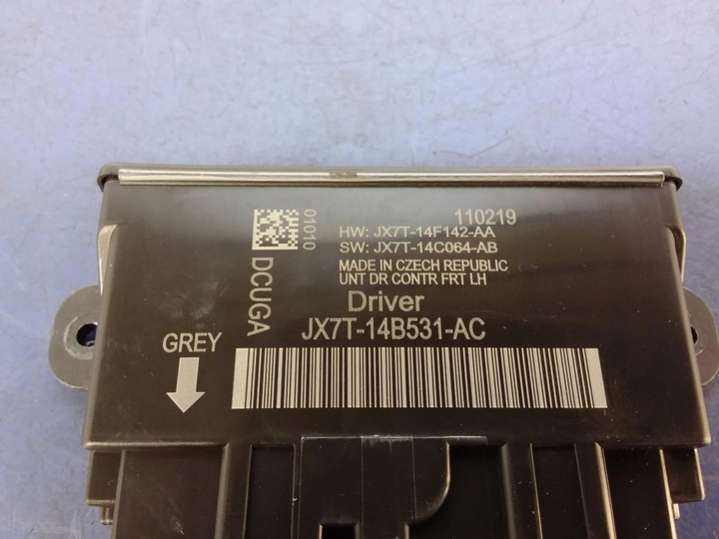 110219
01010
HW: JX7T-14F142-AA
SW: JX7T-14C064-AB
MADE IN CZECH REPUBLIC
UNT DR CONTR FRT LH
DCUGA
Driver
JX7T-14B531-AC
GREY